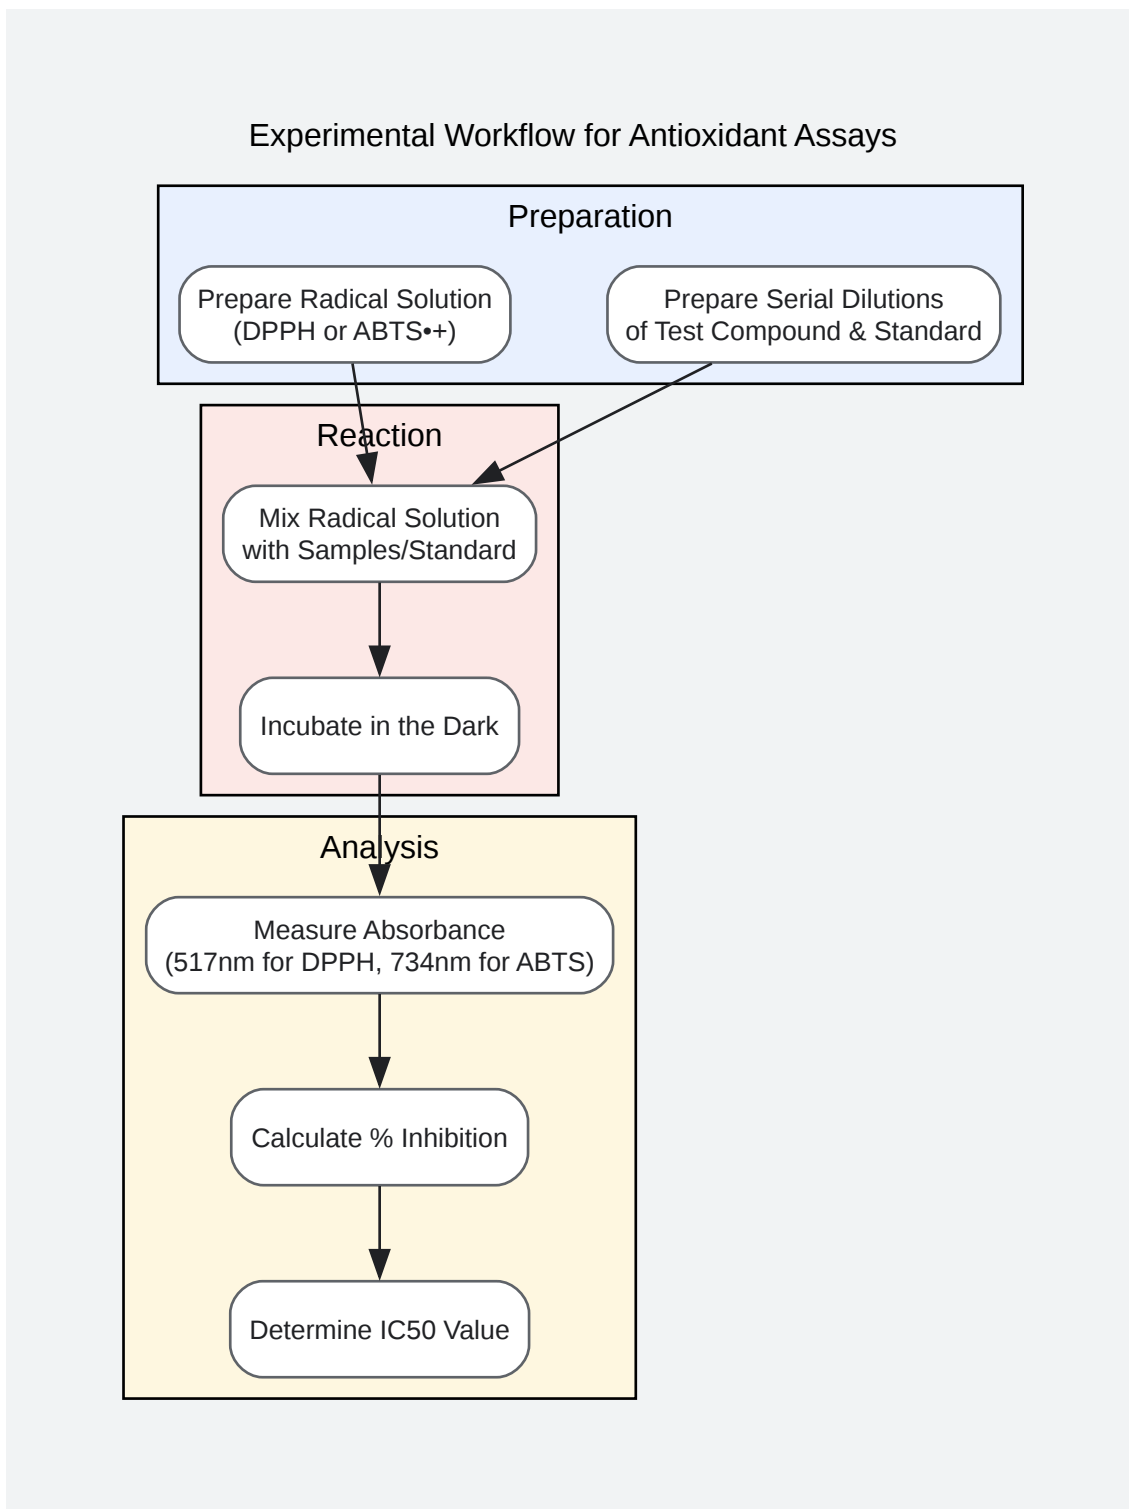 Experimental Workflow for Antioxidant Assays
Preparation
Prepare Radical Solution
(DPPH or ABTS•+)
Prepare Serial Dilutions
of Test Compound & Standard
Reaction
Mix Radical Solution
with Samples/Standard
Incubate in the Dark
Analysis
Measure Absorbance
(517nm for DPPH, 734nm for ABTS)
Calculate % Inhibition
Determine IC50 Value